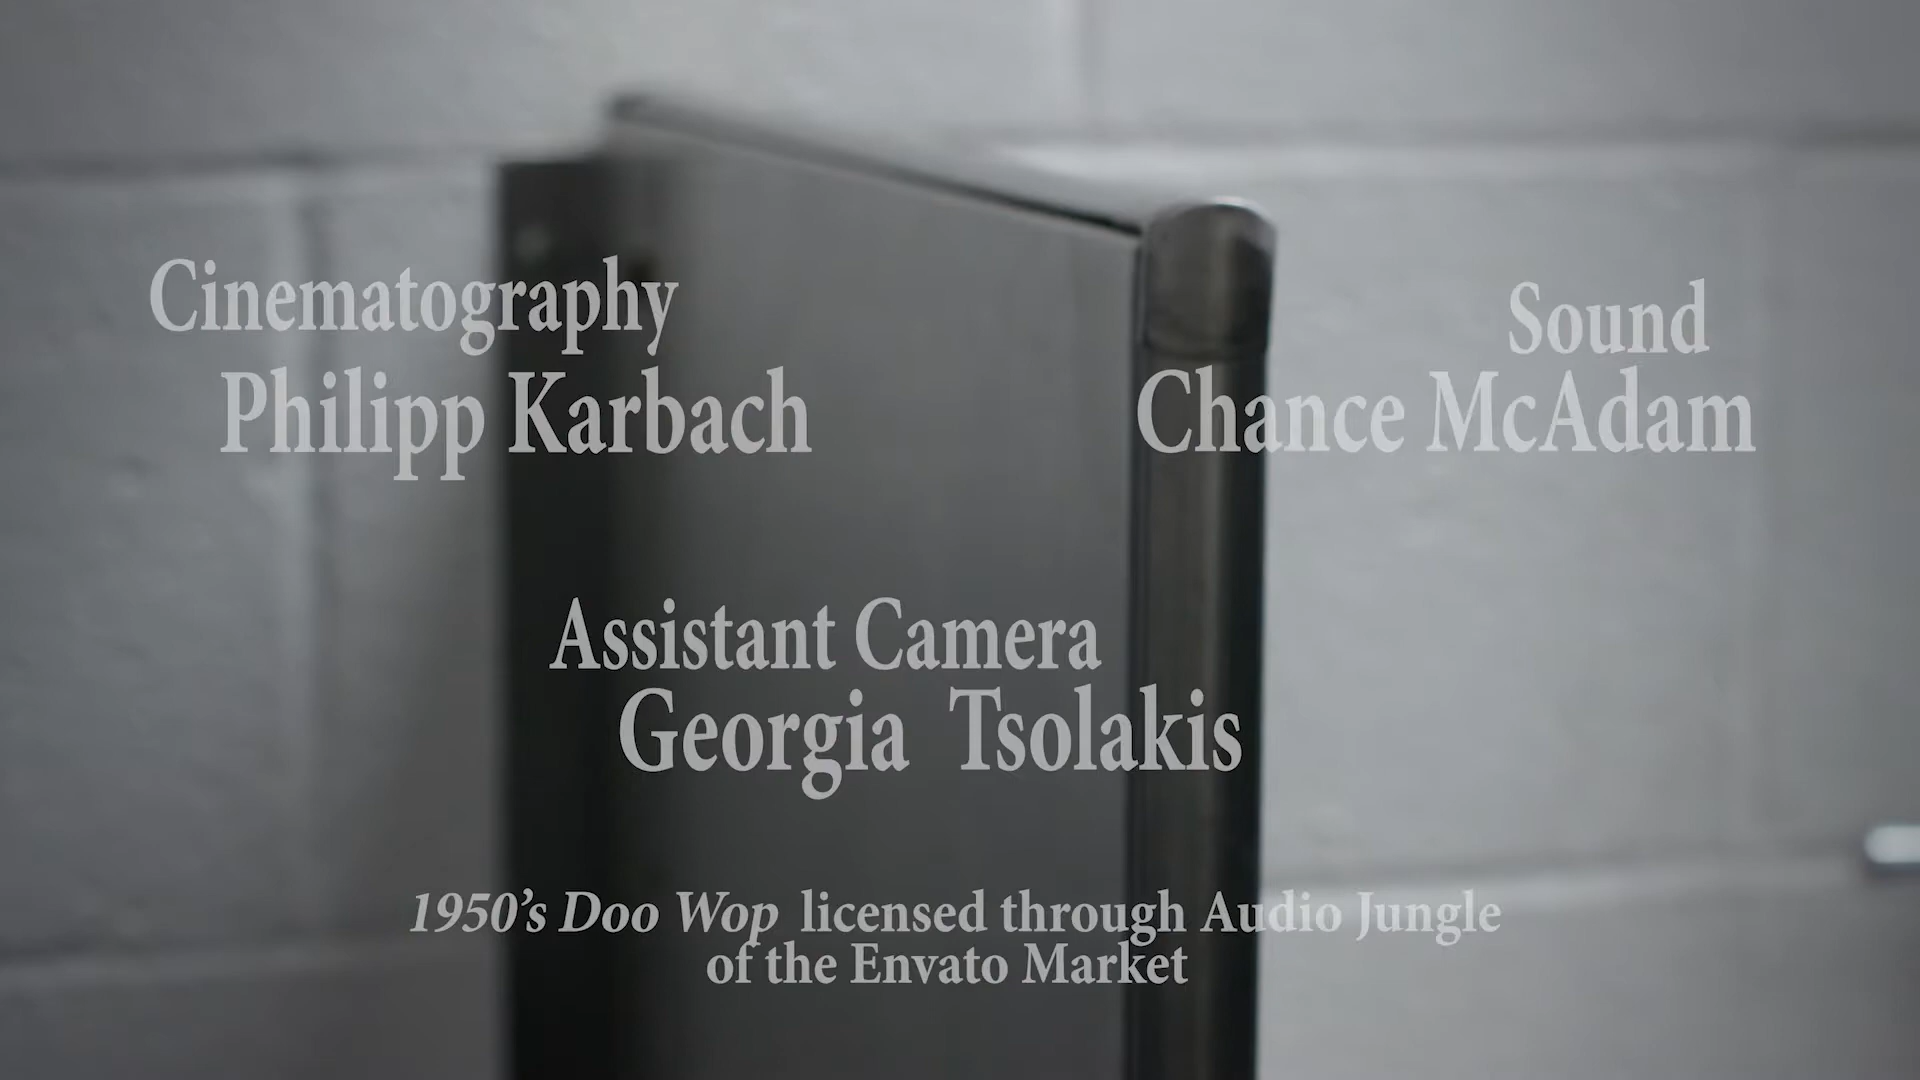 Cinematography
Philipp Karbach
Sound
Chance McAdam
Assistant Camera
Georgia Tsolakis
1950's Doo Wop licensed through Audio Jungle
of the Envato Market